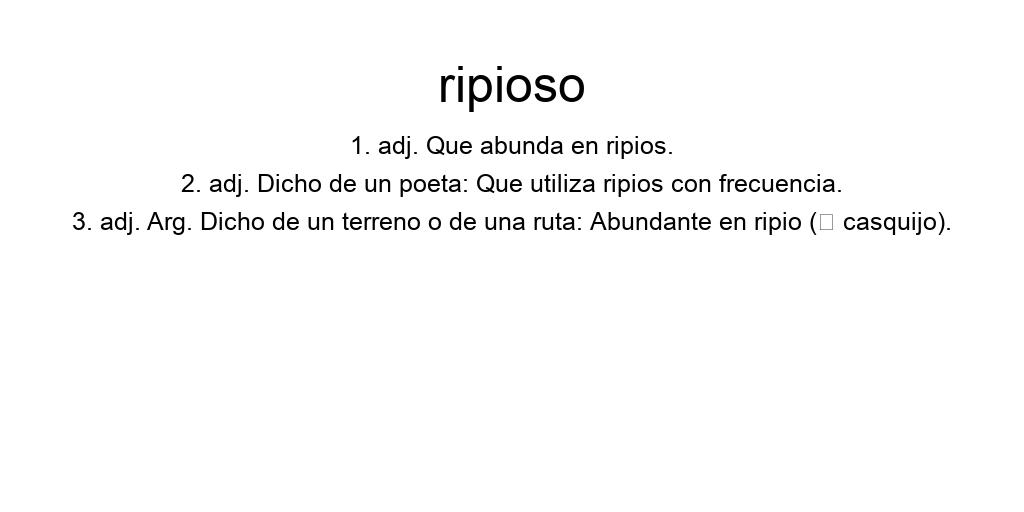 ripioso
1. adj. Que abunda en ripios.
2. adj. Dicho de un poeta: Que utiliza ripios con frecuencia.
3. adj. Arg. Dicho de un terreno o de una ruta: Abundante en ripio (□ casquijo).